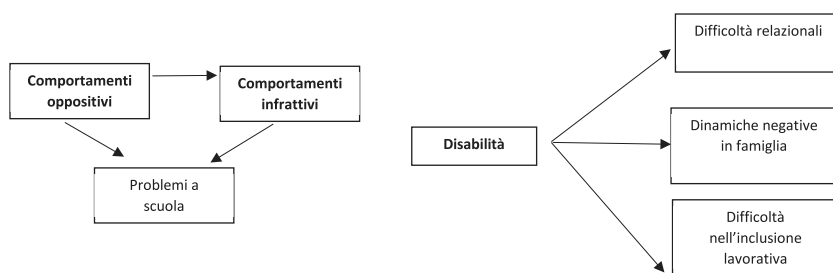 Comportamenti
oppositivi
Comportamenti
infrattivi
Problemi a
scuola
Disabilità
Difficoltà relazionali
Dinamiche negative
in famiglia
Difficoltà
nell'inclusione
lavorativa